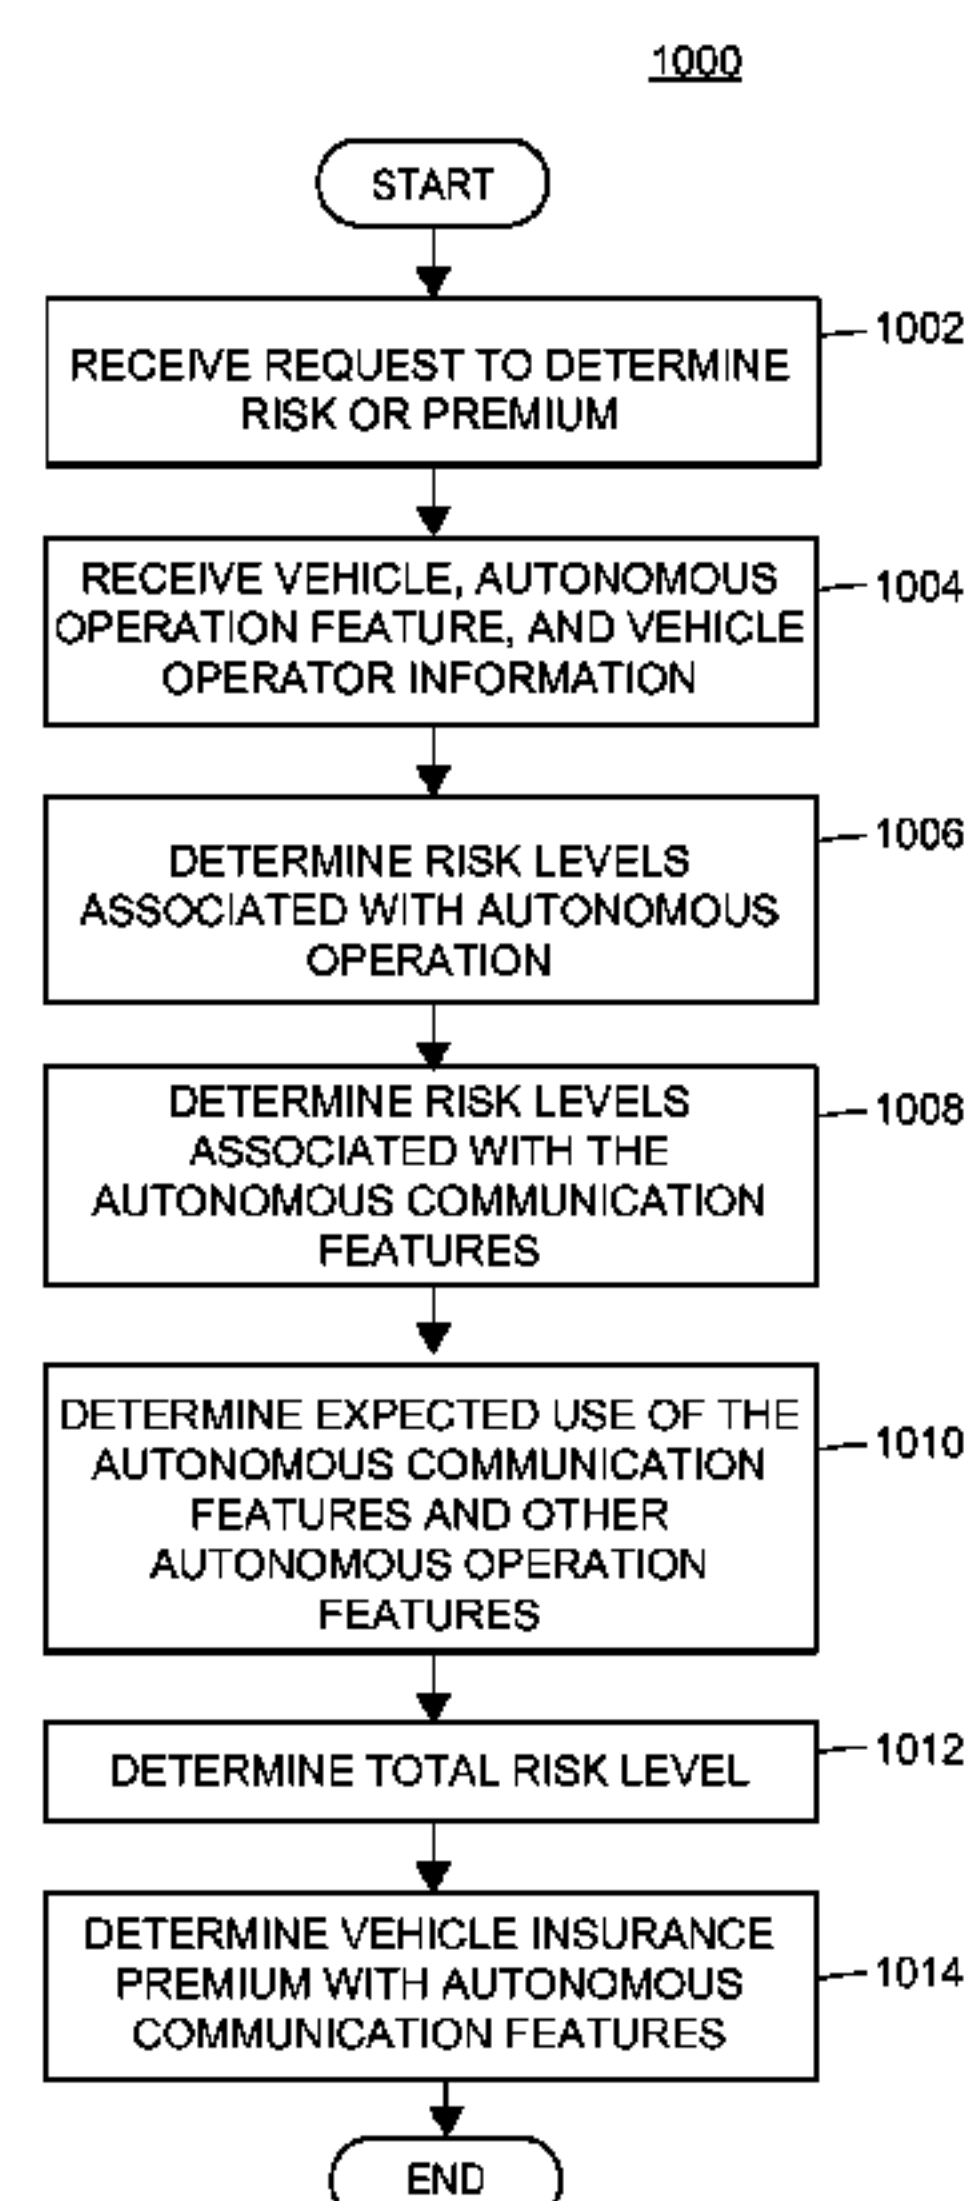 1000
START
RECEIVE REQUEST TO DETERMINE
RISK OR PREMIUM
1002
RECEIVE VEHICLE, AUTONOMOUS
OPERATION FEATURE, AND VEHICLE
OPERATOR INFORMATION
1004
DETERMINE RISK LEVELS
ASSOCIATED WITH AUTONOMOUS
OPERATION
1006
DETERMINE RISK LEVELS
ASSOCIATED WITH THE
AUTONOMOUS COMMUNICATION
FEATURES
1008
DETERMINE EXPECTED USE OF THE
AUTONOMOUS COMMUNICATION
FEATURES AND OTHER
AUTONOMOUS OPERATION
FEATURES
1010
DETERMINE TOTAL RISK LEVEL
1012
DETERMINE VEHICLE INSURANCE
PREMIUM WITH AUTONOMOUS
COMMUNICATION FEATURES
1014
END